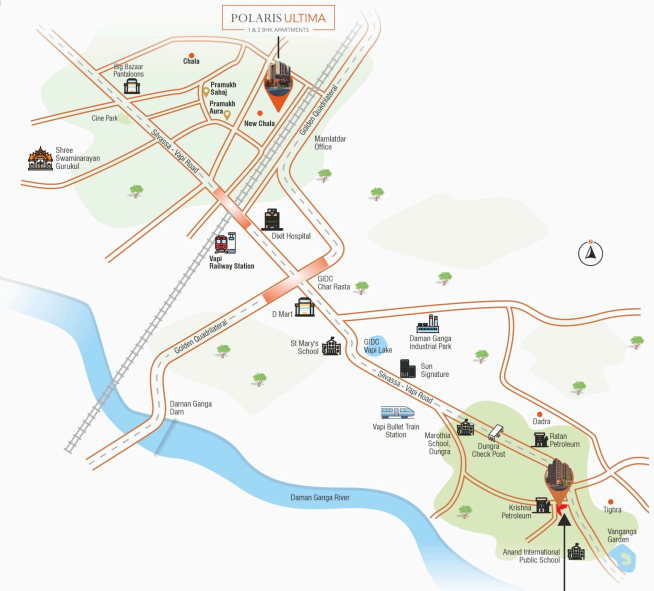 POLARIS ULTIMA
1 & 2 BHK APARTMENTS
Chala
Big Bazaar
Pantaloons
Pramukh
Sahaj
Pramukh
Aura
New Chala
Cine Park
Golden Quadrilateral
Mamlatdar
Office
Silvassa - Vapi Road
Shree
Swaminarayan
Gurukul
Dixit Hospital
N
Vapi
Railway Station
GIDC
Char Rasta
D Mart
Golden Quadrilateral
St Mary's
School
GIDC
Vapi Lake
Daman Ganga
Industrial Park
Sun
Signature
Silvassa - Vapi Road
Daman Ganga
Dam
Vapi Bullet Train
Station
Marothia
School,
Dungra
Dungra
Check Post
Dadra
Ratan
Petroleum
Daman Ganga River
Krishna
Petroleum
Tighra
Vanganga
Garden
Anand International
Public School